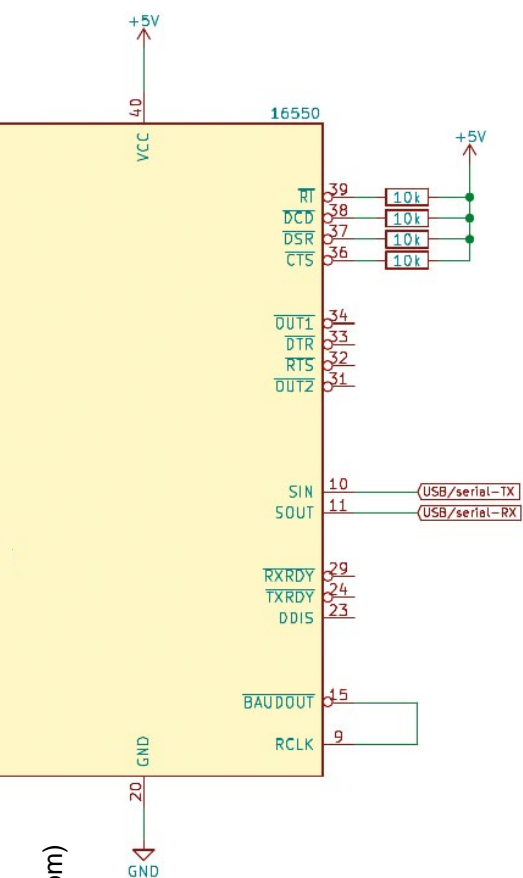 +5V
40
VCC
16550
+5V
RI 39 10k
DCD 38 10k
DSR 37 10k
CTS 36 10k
OUT1 34
DTR 33
RTS 32
OUT2 31
SIN 10 USB/serial-TX
SOUT 11 USB/serial-RX
RXRDY 29
TXRDY 24
DDIS 23
BAUDOUT 15
RCLK 9
GND
20
GND
om)